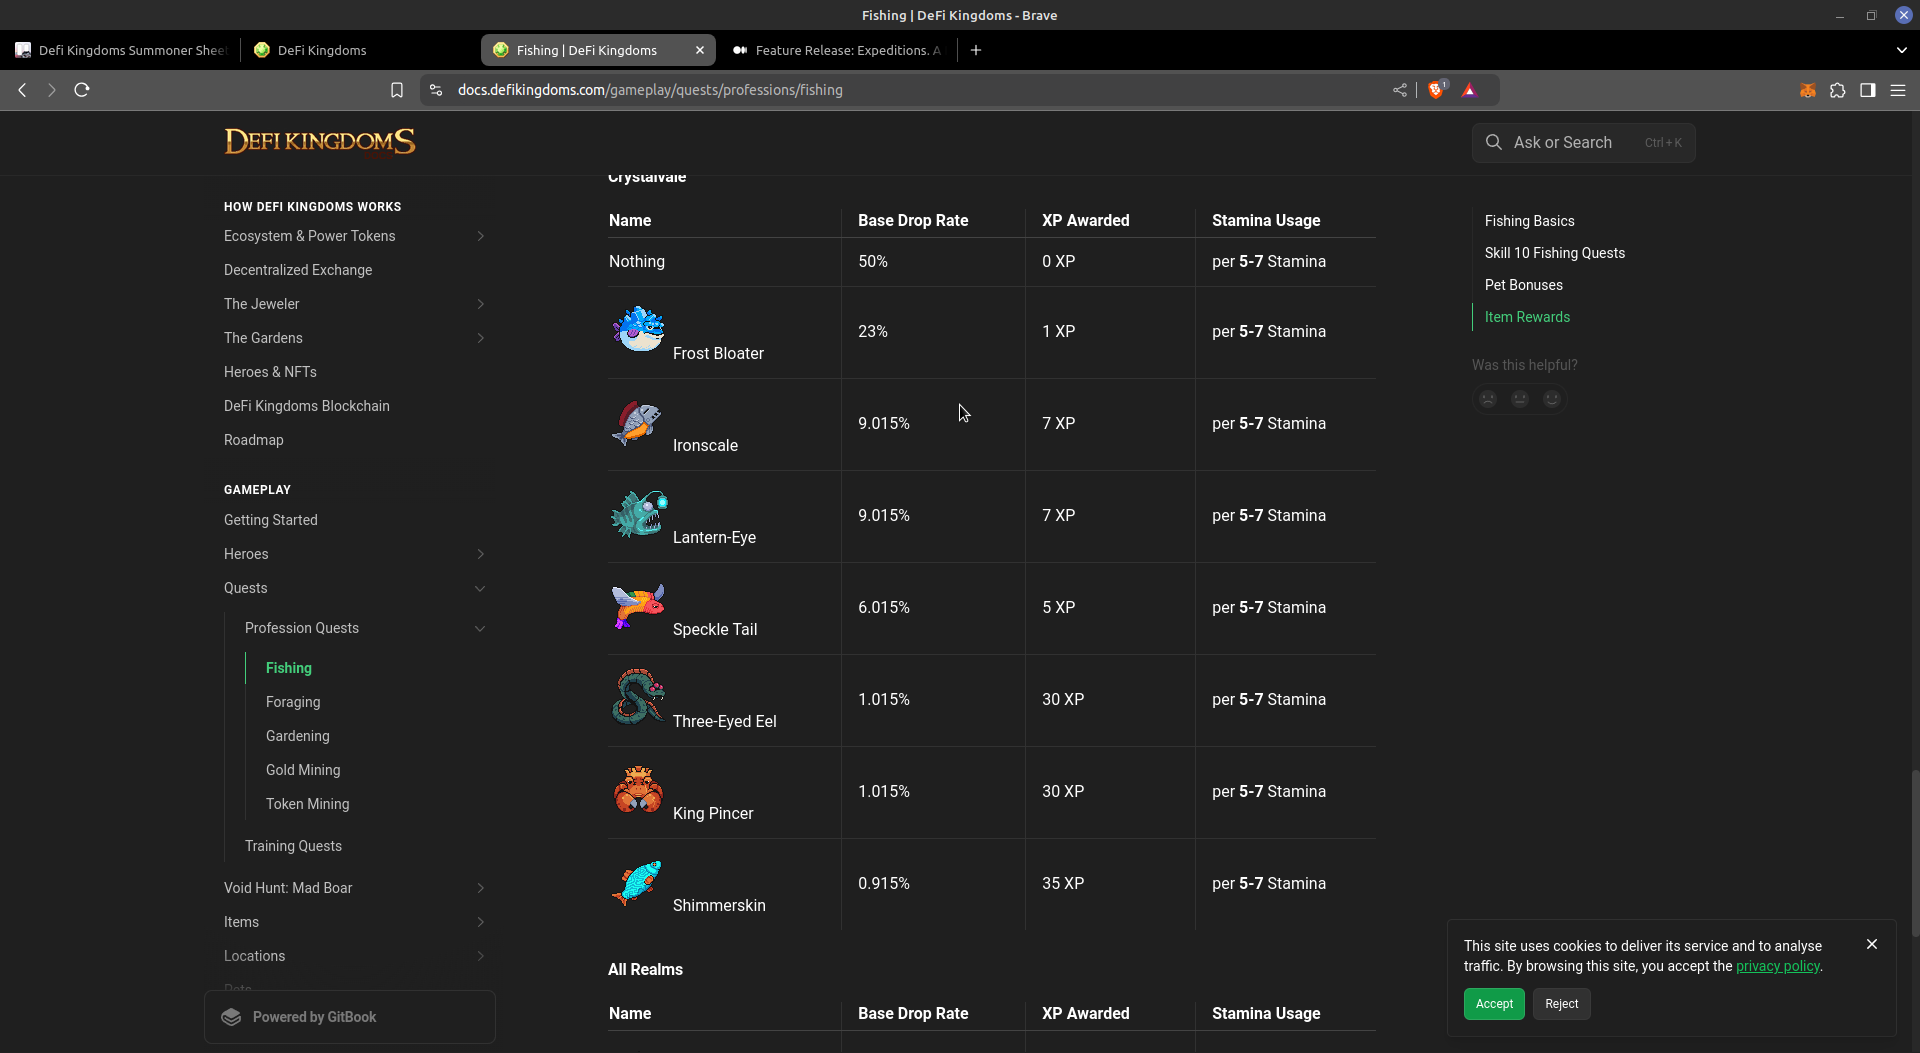 Fishing | DeFi Kingdoms - Brave
Defi Kingdoms Summoner Sheet
DeFi Kingdoms
Fishing | DeFi Kingdoms
Feature Release: Expeditions. A
docs.defikingdoms.com/gameplay/quests/professions/fishing
1
DEFI KINGDOMS
Ask or Search
Ctrl + K
HOW DEFI KINGDOMS WORKS
Ecosystem & Power Tokens
Decentralized Exchange
The Jeweler
The Gardens
Heroes & NFTs
DeFi Kingdoms Blockchain
Roadmap
GAMEPLAY
Getting Started
Heroes
Quests
Profession Quests
Fishing
Foraging
Gardening
Gold Mining
Token Mining
Training Quests
Void Hunt: Mad Boar
Items
Locations
Pets
Powered by GitBook
Crystalvale
Name Base Drop Rate XP Awarded Stamina Usage
Nothing 50% 0 XP per 5-7 Stamina
Frost Bloater 23% 1 XP per 5-7 Stamina
Ironscale 9.015% 7 XP per 5-7 Stamina
Lantern-Eye 9.015% 7 XP per 5-7 Stamina
Speckle Tail 6.015% 5 XP per 5-7 Stamina
Three-Eyed Eel 1.015% 30 XP per 5-7 Stamina
King Pincer 1.015% 30 XP per 5-7 Stamina
Shimmerskin 0.915% 35 XP per 5-7 Stamina
All Realms
Name Base Drop Rate XP Awarded Stamina Usage
Fishing Basics
Skill 10 Fishing Quests
Pet Bonuses
Item Rewards
Was this helpful?
This site uses cookies to deliver its service and to analyse
traffic. By browsing this site, you accept the privacy policy.
Accept
Reject